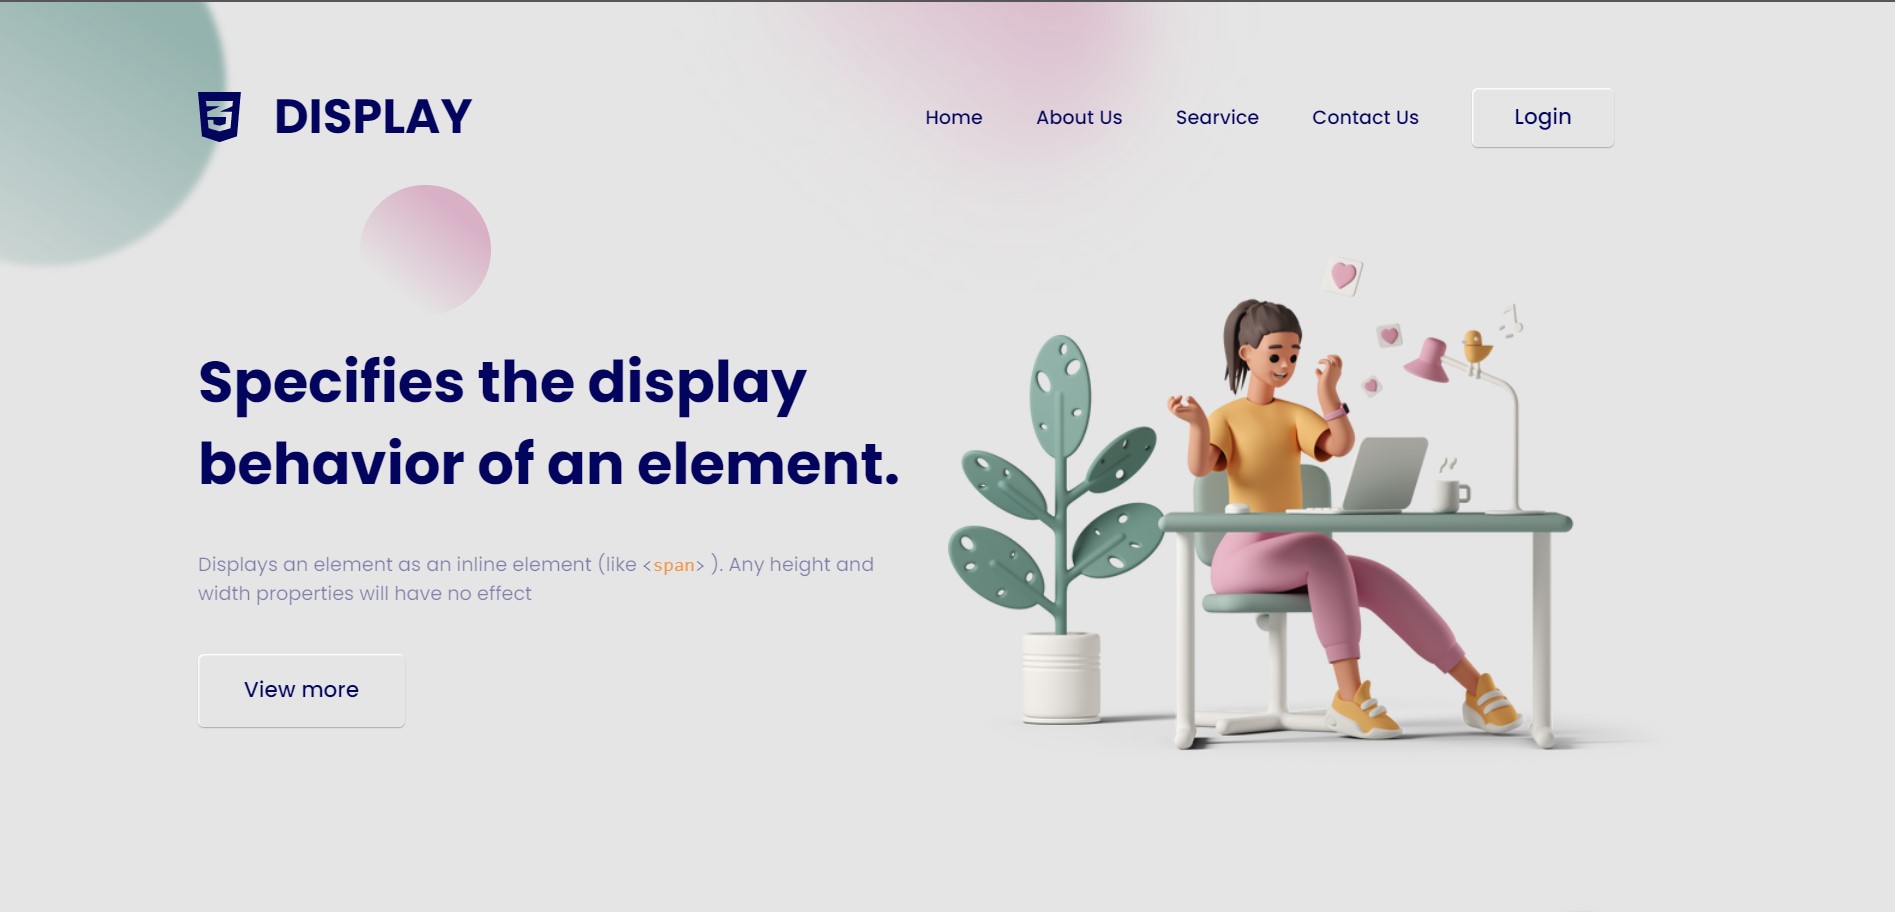 DISPLAY
Home
About Us
Searvice
Contact Us
Login
Specifies the display
behavior of an element.
Displays an element as an inline element (like <span> ). Any height and
width properties will have no effect
View more